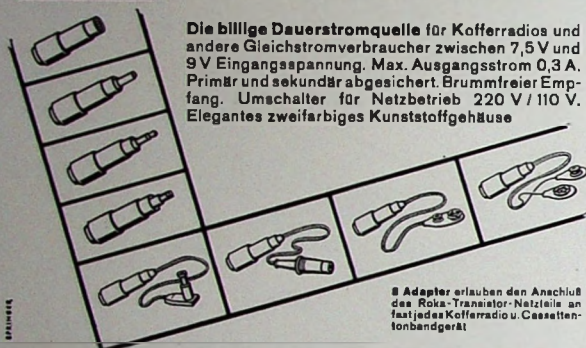 Die billige Dauerstromquelle für Kofferradios und
andere Gleichstromverbraucher zwischen 7,5 V und
9 V Eingangsspannung. Max. Ausgangsstrom 0,3 A.
Primär und sekundär abgesichert. Brummfreier Emp-
fang. Umschalter für Netzbetrieb 220 V / 110 V.
Elegantes zweifarbiges Kunststoffgehäuse
8 Adapter erlauben den Anschluß
des Roka-Transistor-Netzteils an
fast jedes Kofferradio u. Cassetten-
tonbandgerät
SPRINGER